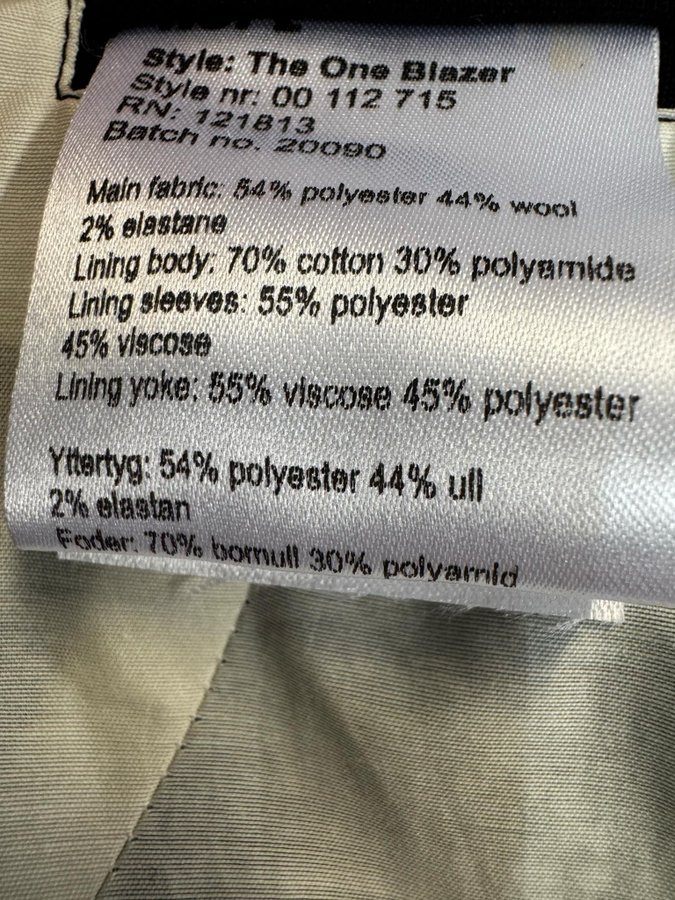 Style: The One Blazer
Style nr: 00 112 715
RN: 121813
Batch no. 20090
Main fabric: 54% polyester 44% wool
2% elastane
Lining body: 70% cotton 30% polyamide
Lining sleeves: 55% polyester
45% viscose
Lining yoke: 55% viscose 45% polyester
Yttertyg: 54% polyester 44% ull
2% elastan
Foder: 70% bomull 30% polyamid